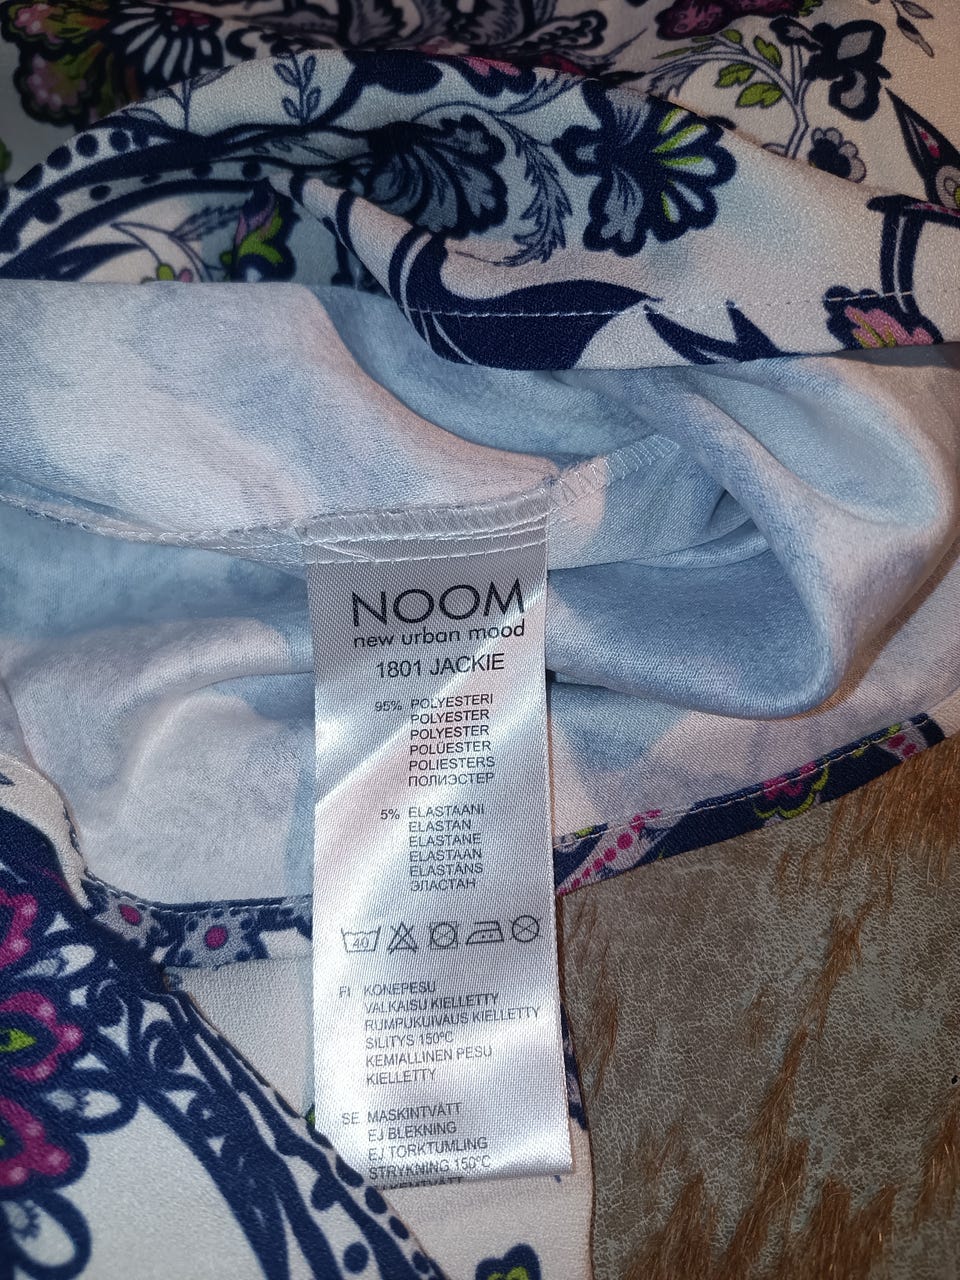 NOOM
new urban mood
1801 JACKIE
95% POLYESTERI
POLYESTER
POLYESTER
POLÜESTER
POLIESTERS
ПОЛИЭСТЕР
5% ELASTAANI
ELASTAN
ELASTANE
ELASTAAN
ELASTĀNS
ЭЛАСТАН
40
FI KONEPESU
VALKAISU KIELLETTY
RUMPUKUIVAUS KIELLETTY
SILITYS 150°C
KEMIALLINEN PESU
KIELLETTY
SE MASKINTVÄTT
EJ BLEKNING
EJ TORKTUMLING
STRYKNING 150°C